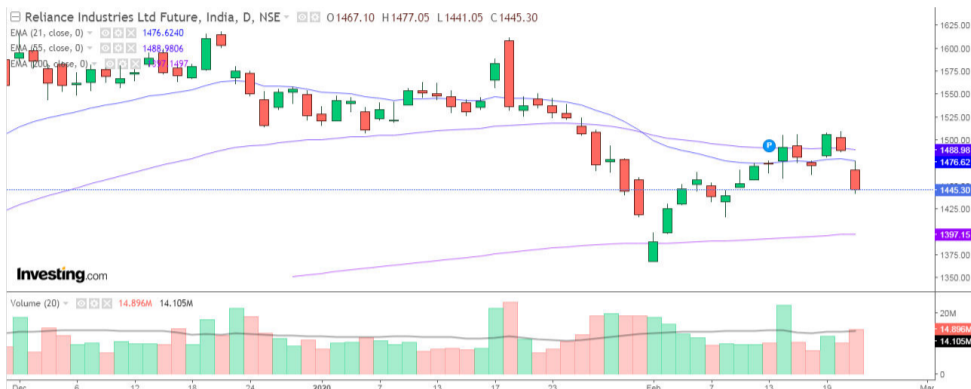 Reliance Industries Ltd Future, India, D, NSE O1467.10 H1477.05 L1441.05 C1445.30
EMA (21, close, 0) 1476.6240
EMA (55, close, 0) 1488.9806
EMA (200, close, 0) 1397.1497
1625.00
1600.00
1575.00
1550.00
1525.00
1500.00
1488.98
1476.62
1445.30
1425.00
1397.15
1375.00
1350.00
P
Investing.com
Volume (20) 14.896M 14.105M
20M
14.896M
14.105M
0
Dec 6 12 18 24 2020 7 13 17 23 Feb 7 13 19 Mar